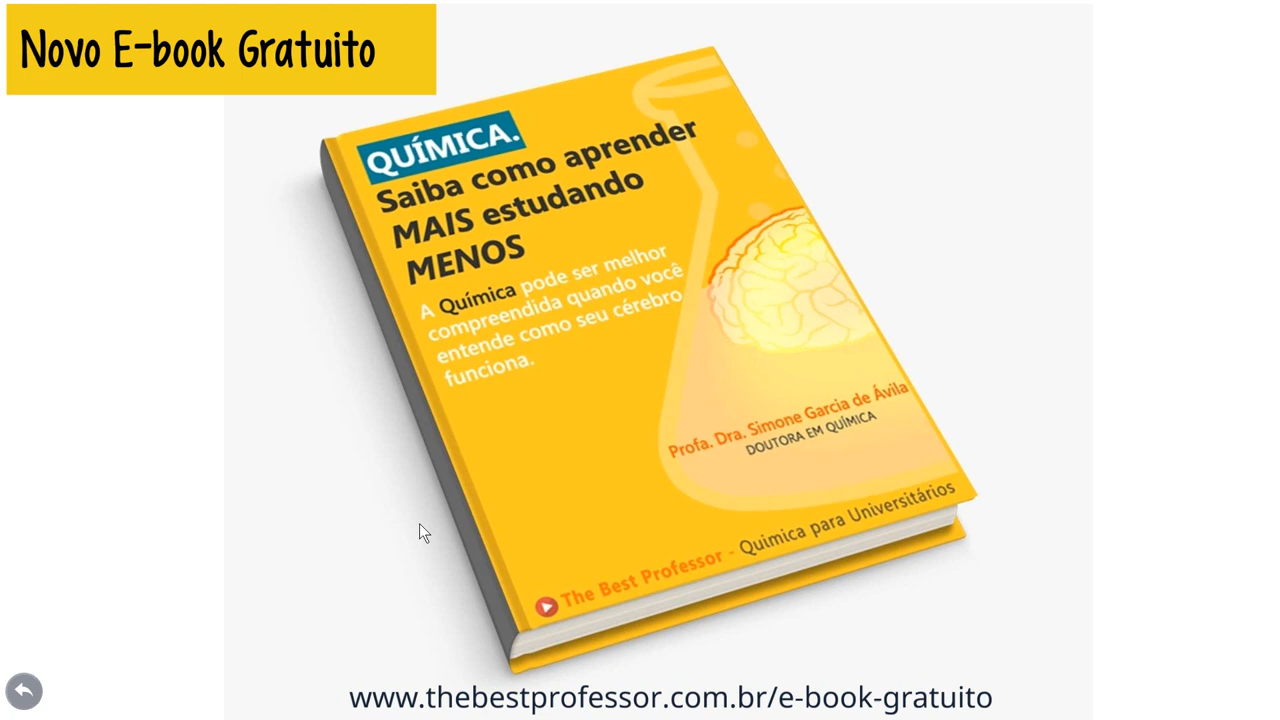 Novo E-book Gratuito
QUÍMICA.
Saiba como aprender
MAIS estudando
MENOS
A Química pode ser melhor
compreendida quando você
entende como seu cérebro
funciona.
Profa. Dra. Simone Garcia de Ávila
DOUTORA EM QUÍMICA
The Best Professor - Química para Universitários
www.thebestprofessor.com.br/e-book-gratuito